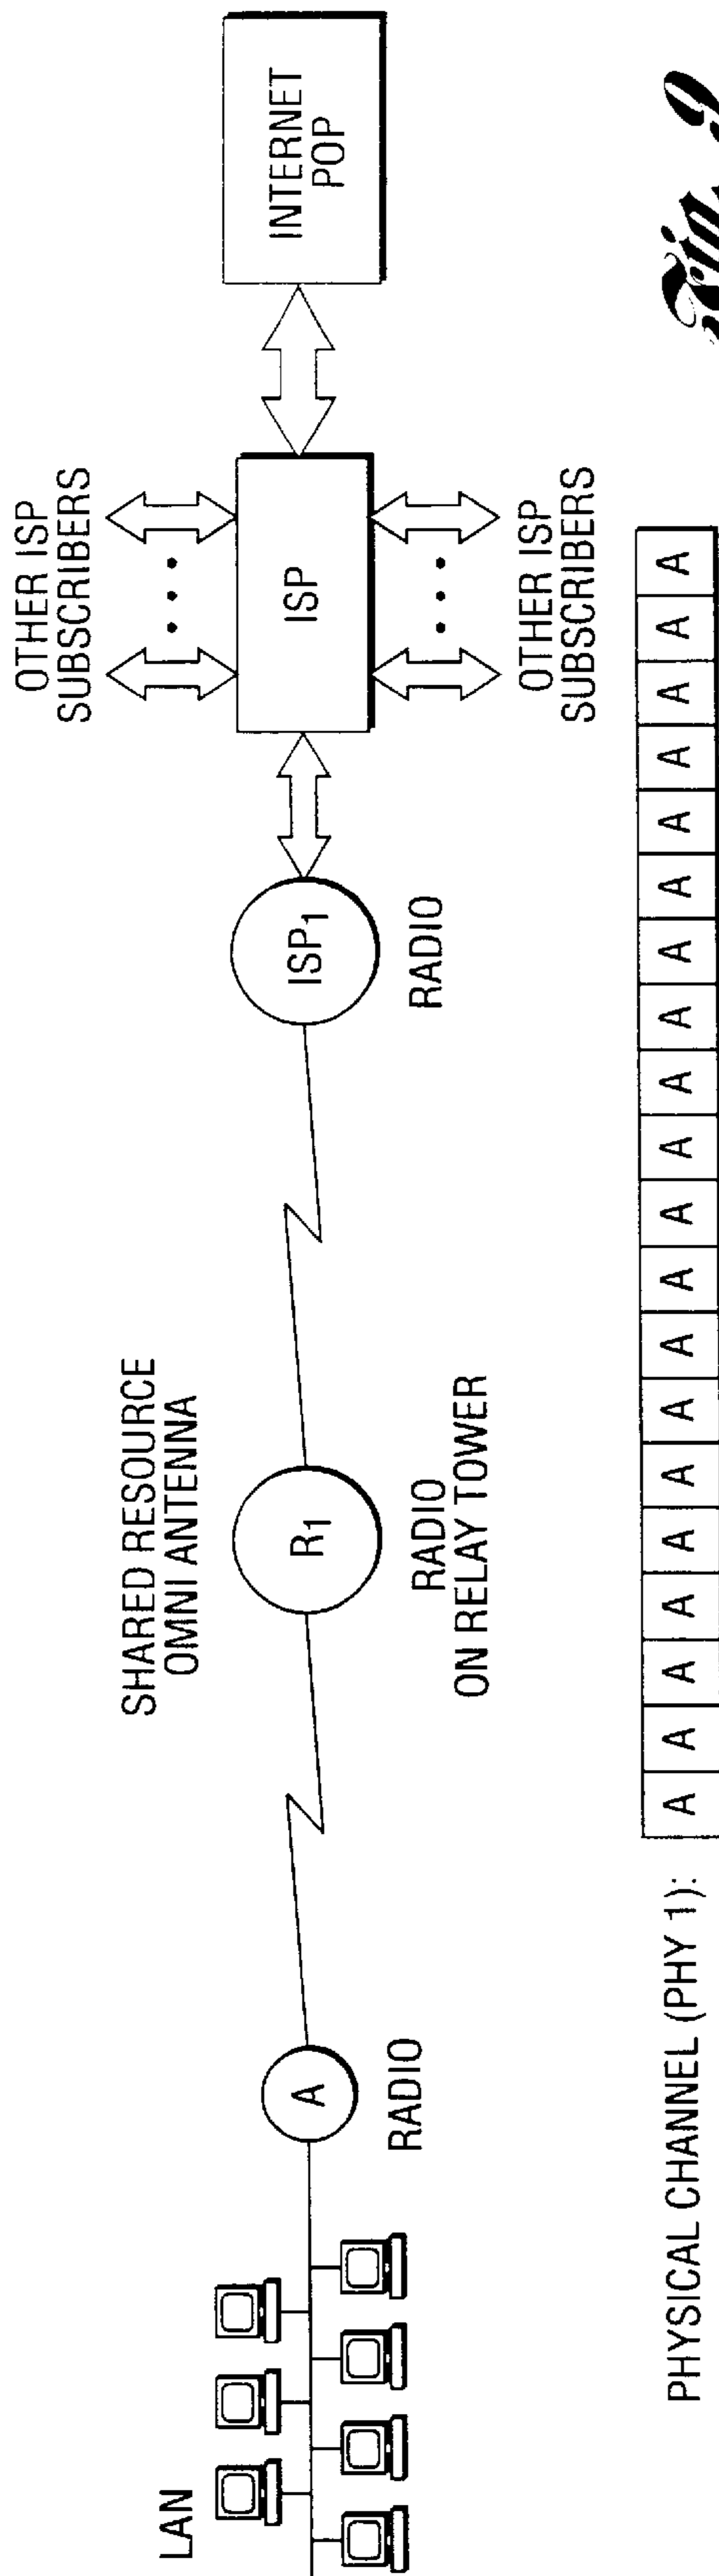 LAN
A
RADIO
SHARED RESOURCE
OMNI ANTENNA
R1
RADIO
ON RELAY TOWER
ISP1
RADIO
OTHER ISP
SUBSCRIBERS
ISP
OTHER ISP
SUBSCRIBERS
INTERNET
POP
PHYSICAL CHANNEL (PHY 1):
A A A A A A A A A A A A A A A A A A A A
Fig.